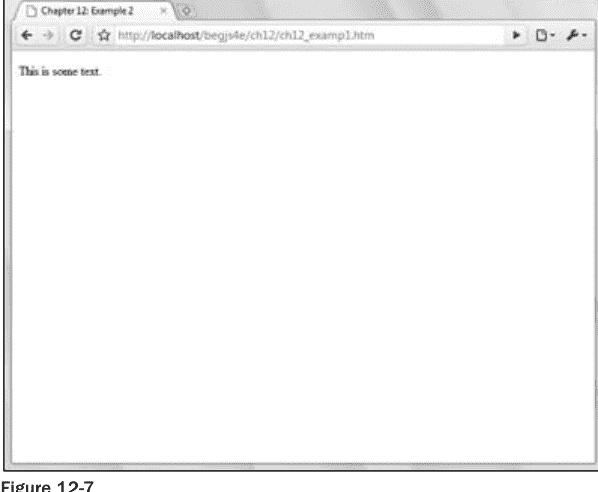 Chapter 12: Example 2
http://localhost/begjs4e/ch12/ch12_examp1.htm
This is some text.
Figure 12-7